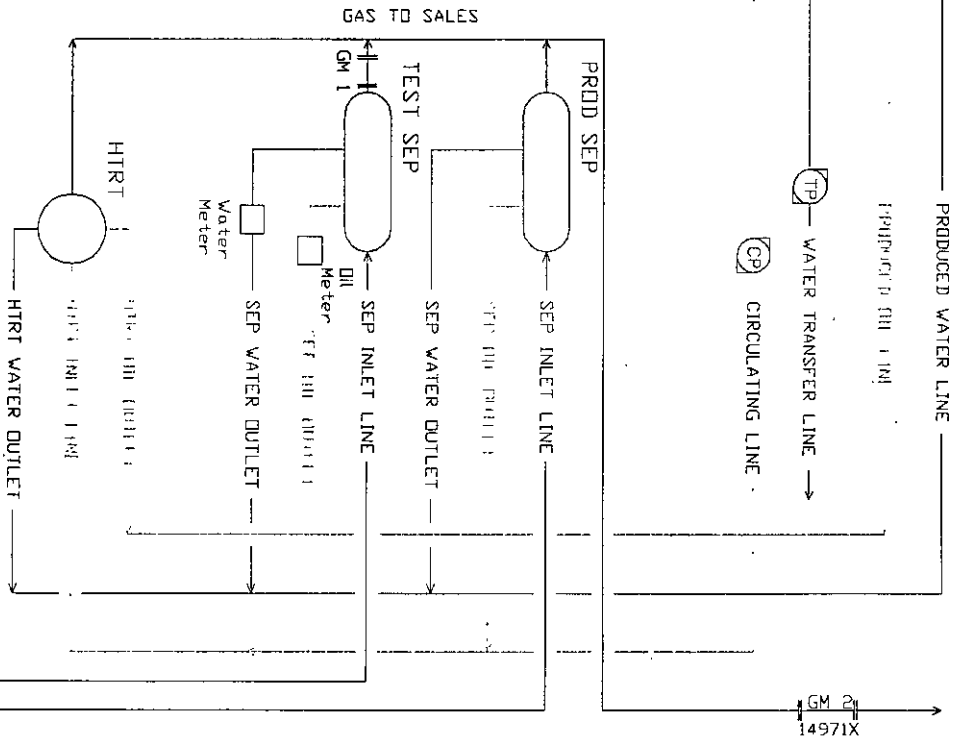 GAS TO SALES
GM 1
TEST SEP
PROD SEP
HTRT
Water
Meter
Oil
Meter
TP
CP
HTRT WATER OUTLET
SEP WATER OUTLET
SEP INLET LINE
SEP WATER OUTLET
SEP INLET LINE
CIRCULATING LINE
WATER TRANSFER LINE
PRODUCED WATER LINE
GM 2
14971X